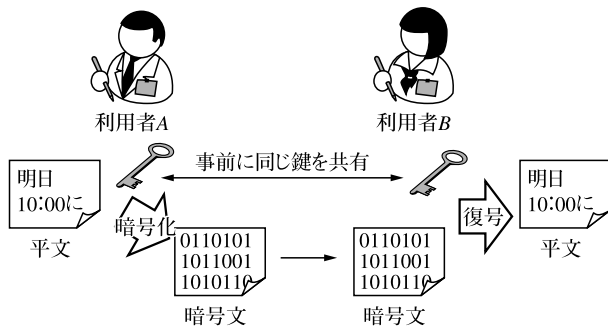 利用者A
利用者B
事前に同じ鍵を共有
明日
10:00に
平文
暗号化
0110101
1011001
1010110
暗号文
0110101
1011001
1010110
暗号文
復号
明日
10:00に
平文